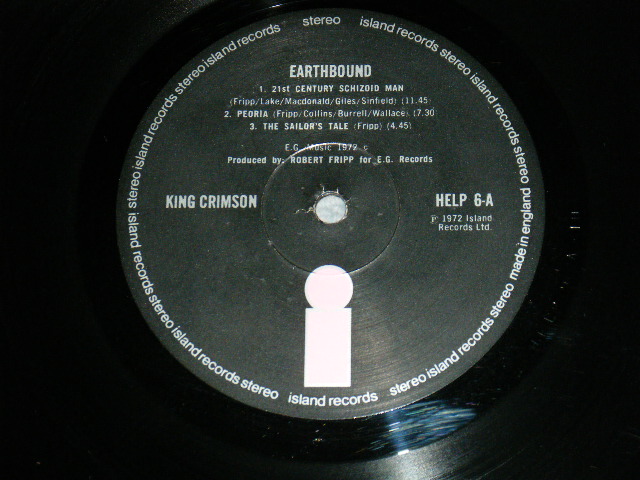 EARTHBOUND
1. 21st CENTURY SCHIZOID MAN
(Fripp/Lake/Macdonald/Giles/Sinfield) (11.45
2. PEORIA (Fripp/Collins/Burrell/Wallace) (7.30
3. THE SAILOR'S TALE (Fripp) (4.45)
E.G. Music 1972 c
Produced by: ROBERT FRIPP for E.G. Records
KING CRIMSON
HELP 6-A
℗ 1972 Island
Records Ltd.
stereo island records stereo made in england stereo island records stereo island records stereo island records stereo island records stereo island records stereo island records